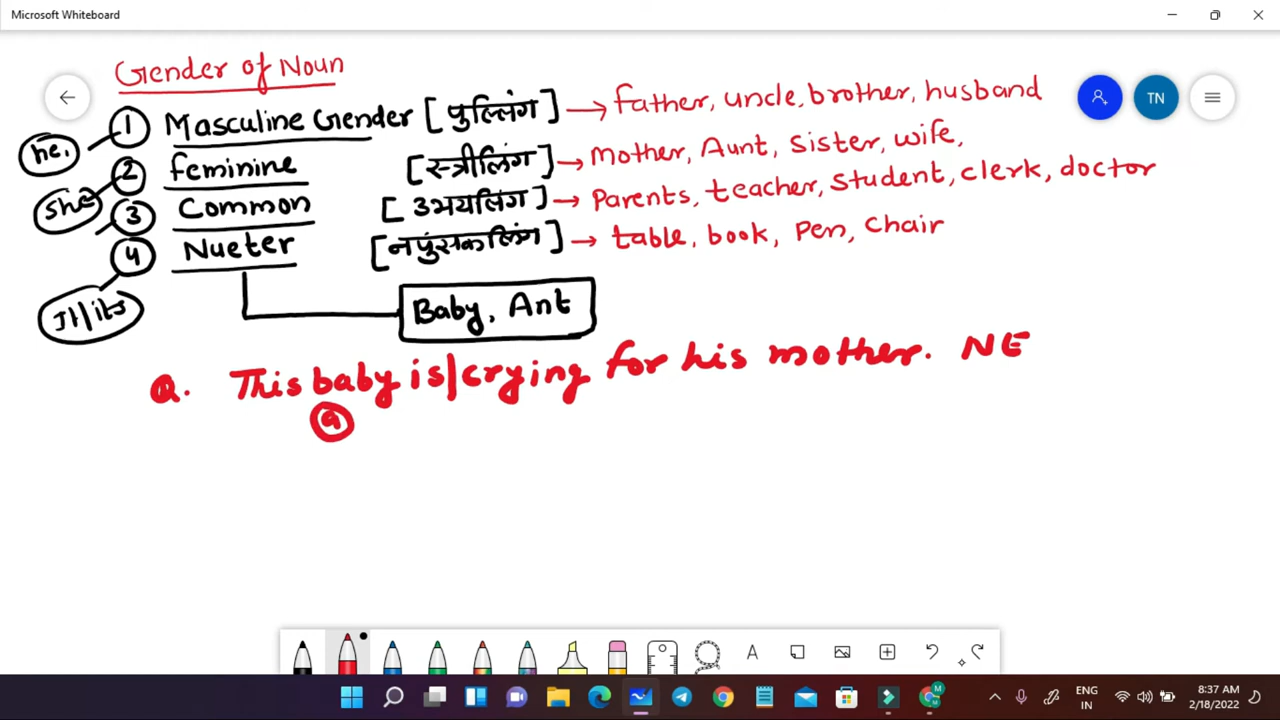 Microsoft Whiteboard
Gender of Noun
1 Masculine Gender [पुल्लिंग] → father, uncle, brother, husband
he.
2 feminine [स्त्रीलिंग] → Mother, Aunt, Sister, wife,
she
3 Common [उभयलिंग] → Parents, teacher, student, clerk, doctor
4 Nueter [नपुंसकलिंग] → table, book, Pen, Chair
It/its
Baby, Ant
Q. This baby is/crying for his mother. NE
a
TN
A
ENG
IN
8:37 AM
2/18/2022